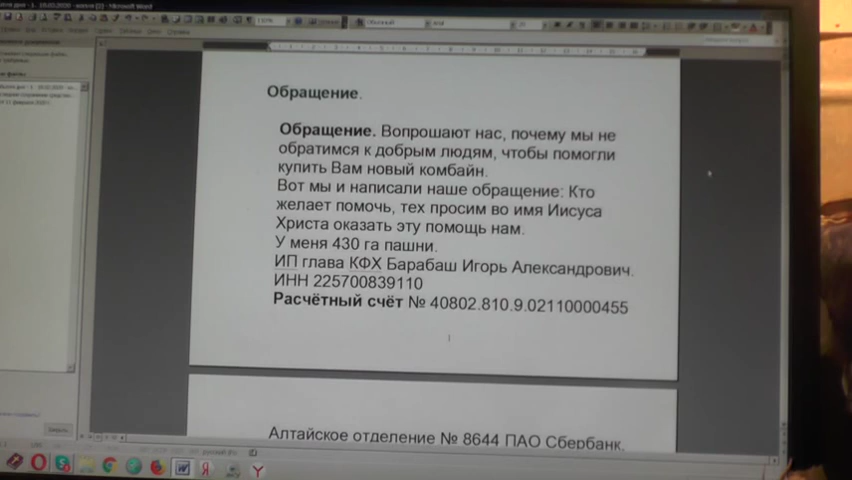 Обращение.
Обращение. Вопрошают нас, почему мы не
обратимся к добрым людям, чтобы помогли
купить Вам новый комбайн.
Вот мы и написали наше обращение: Кто
желает помочь, тех просим во имя Иисуса
Христа оказать эту помощь нам.
У меня 430 га пашни.
ИП глава КФХ Барабаш Игорь Александрович.
ИНН 225700839110
Расчётный счёт № 40802.810.9.02110000455
Алтайское отделение № 8644 ПАО Сбербанк.